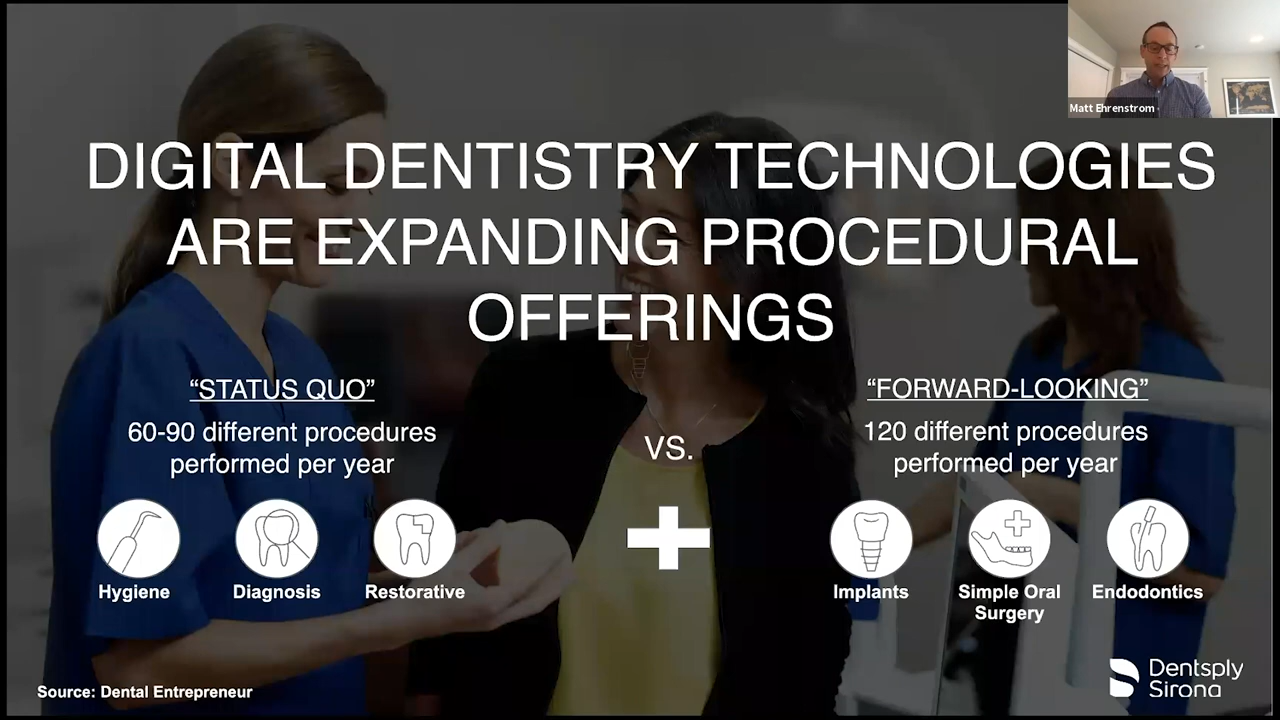 Matt Ehrenstrom
DIGITAL DENTISTRY TECHNOLOGIES
ARE EXPANDING PROCEDURAL
OFFERINGS
“STATUS QUO”
60-90 different procedures
performed per year
VS.
“FORWARD-LOOKING”
120 different procedures
performed per year
Hygiene
Diagnosis
Restorative
Implants
Simple Oral
Surgery
Endodontics
Source: Dental Entrepreneur
Dentsply
Sirona